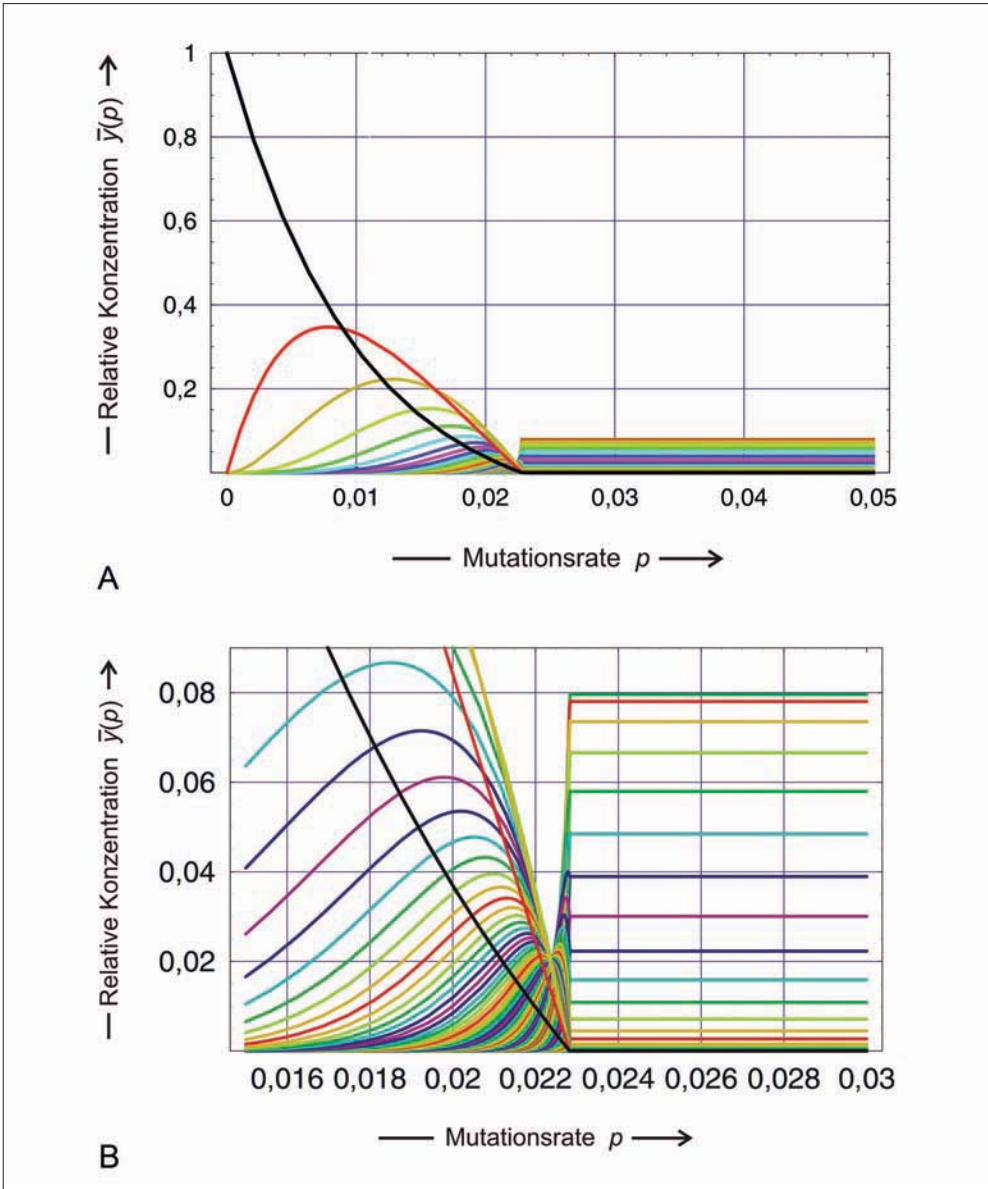 1
0,8
0,6
0,4
0,2
— Relative Konzentration ȳ(p) →
0 0,01 0,02 0,03 0,04 0,05
— Mutationsrate p →
A
0,08
0,06
0,04
0,02
— Relative Konzentration ȳ(p) →
0,016 0,018 0,02 0,022 0,024 0,026 0,028 0,03
— Mutationsrate p →
B